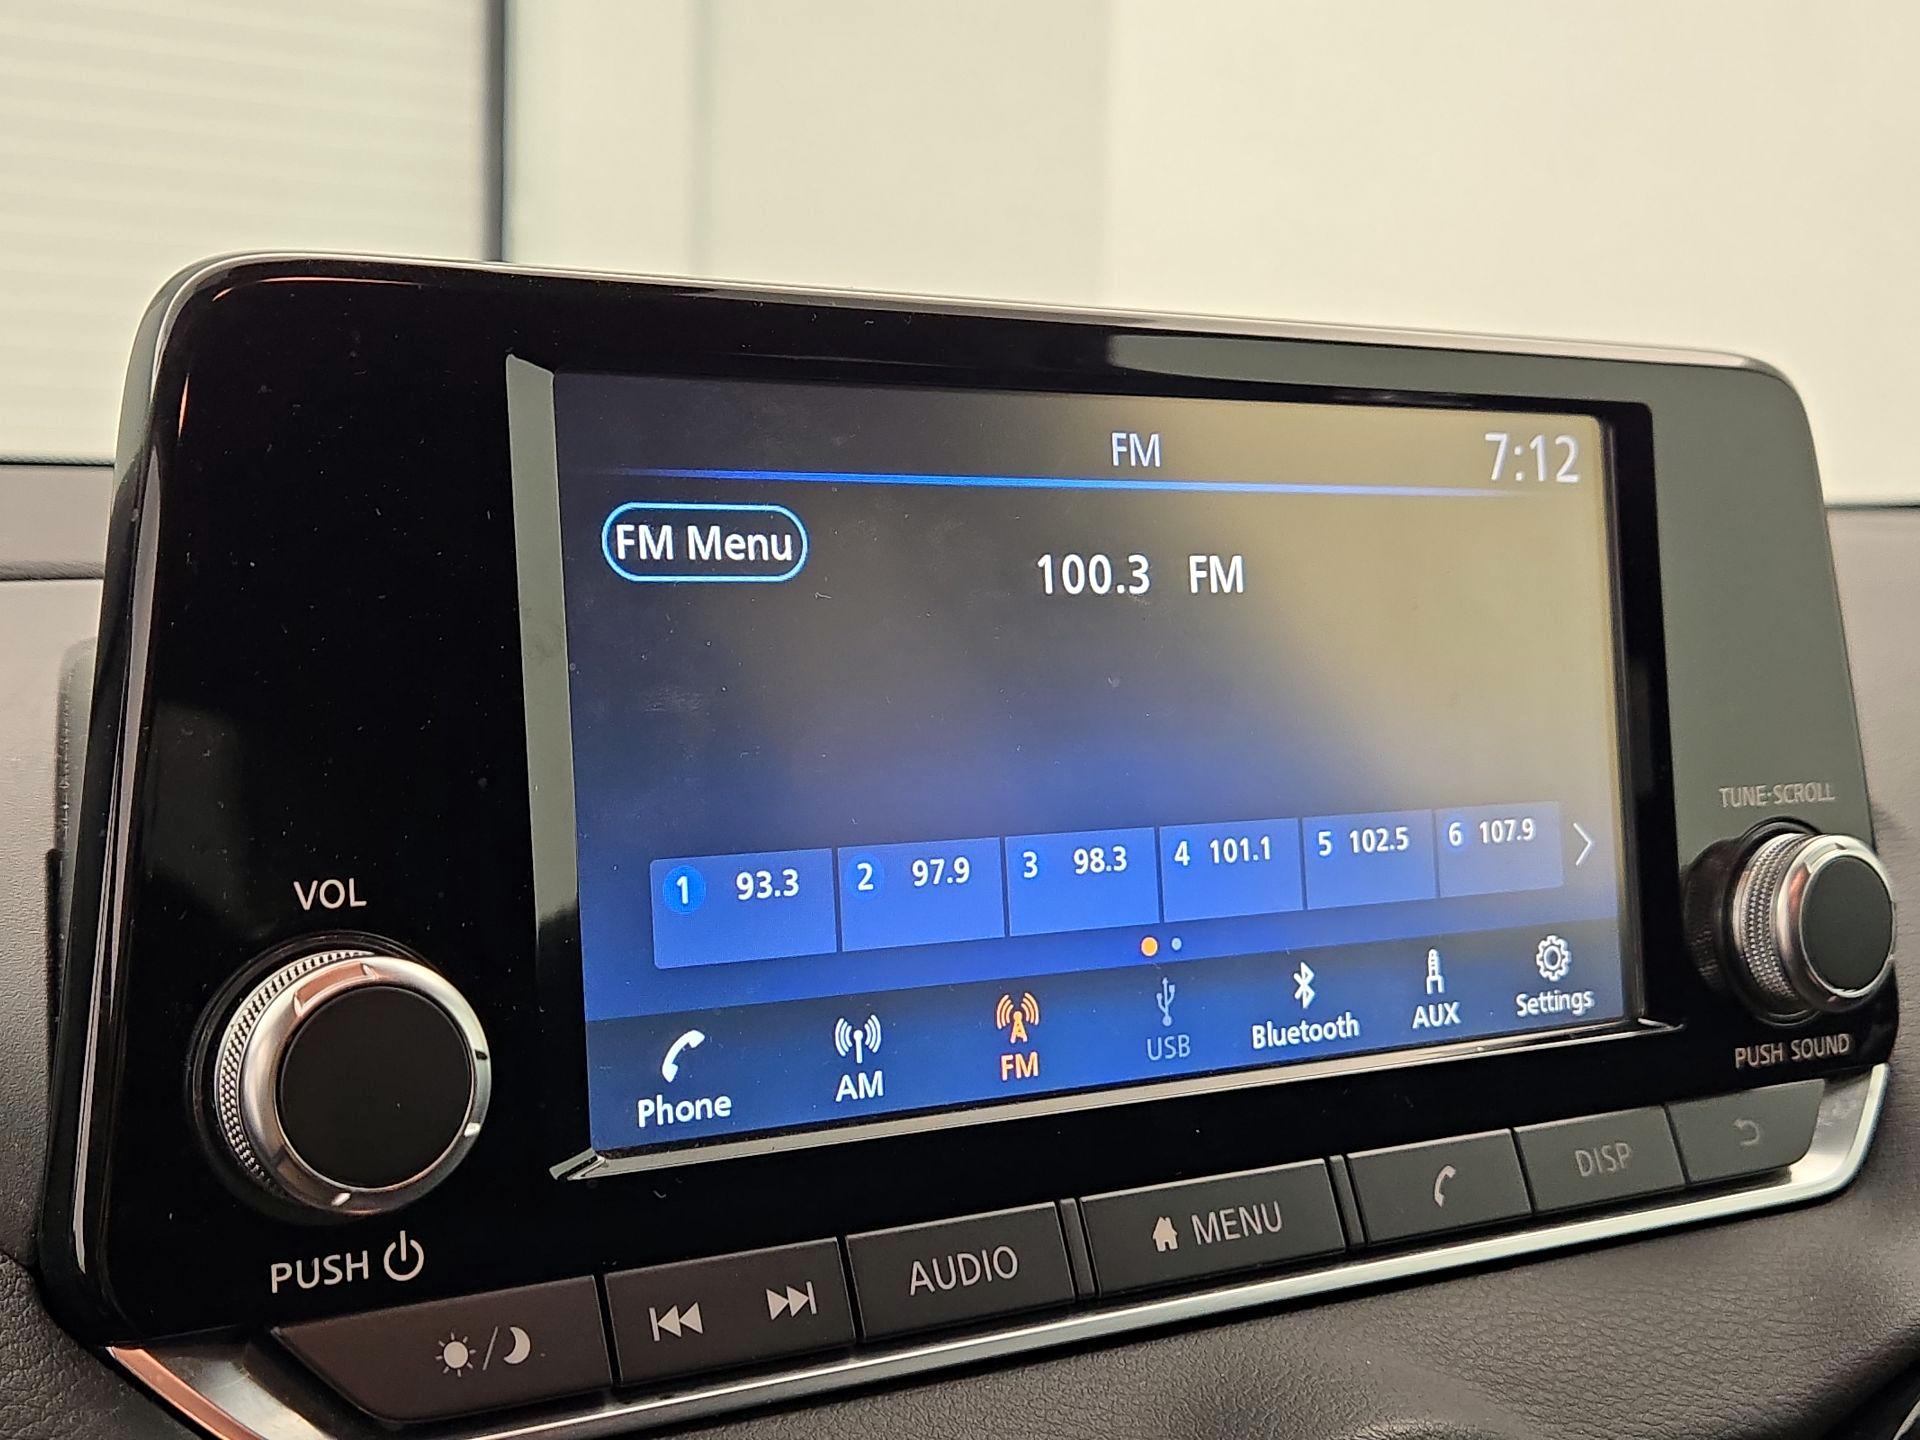 FM 7:12
FM Menu
100.3 FM
1 93.3 2 97.9 3 98.3 4 101.1 5 102.5 6 107.9
Phone AM FM USB Bluetooth AUX Settings
VOL
PUSH
TUNE·SCROLL
PUSH SOUND
AUDIO MENU DISP